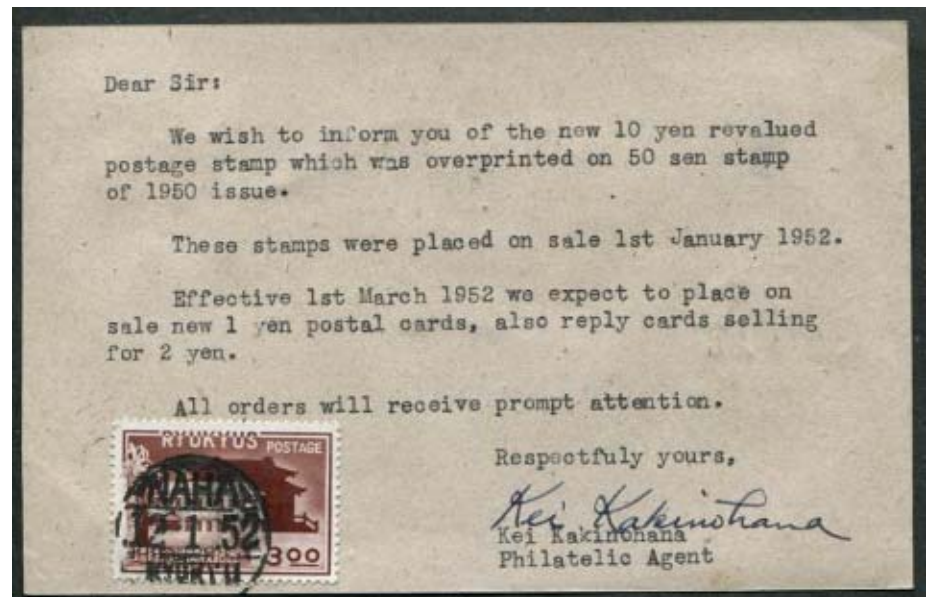 Dear Sir:
We wish to inform you of the new 10 yen revalued
postage stamp which was overprinted on 50 sen stamp
of 1950 issue.
These stamps were placed on sale 1st January 1952.
Effective 1st March 1952 we expect to place on
sale new 1 yen postal cards, also reply cards selling
for 2 yen.
All orders will receive prompt attention.
RYUKYUS POSTAGE
NAHA
12 1 52
300
RYUKYU
Respectfuly yours,
Kei Kakinohana
Kei Kakinohana
Philatelic Agent